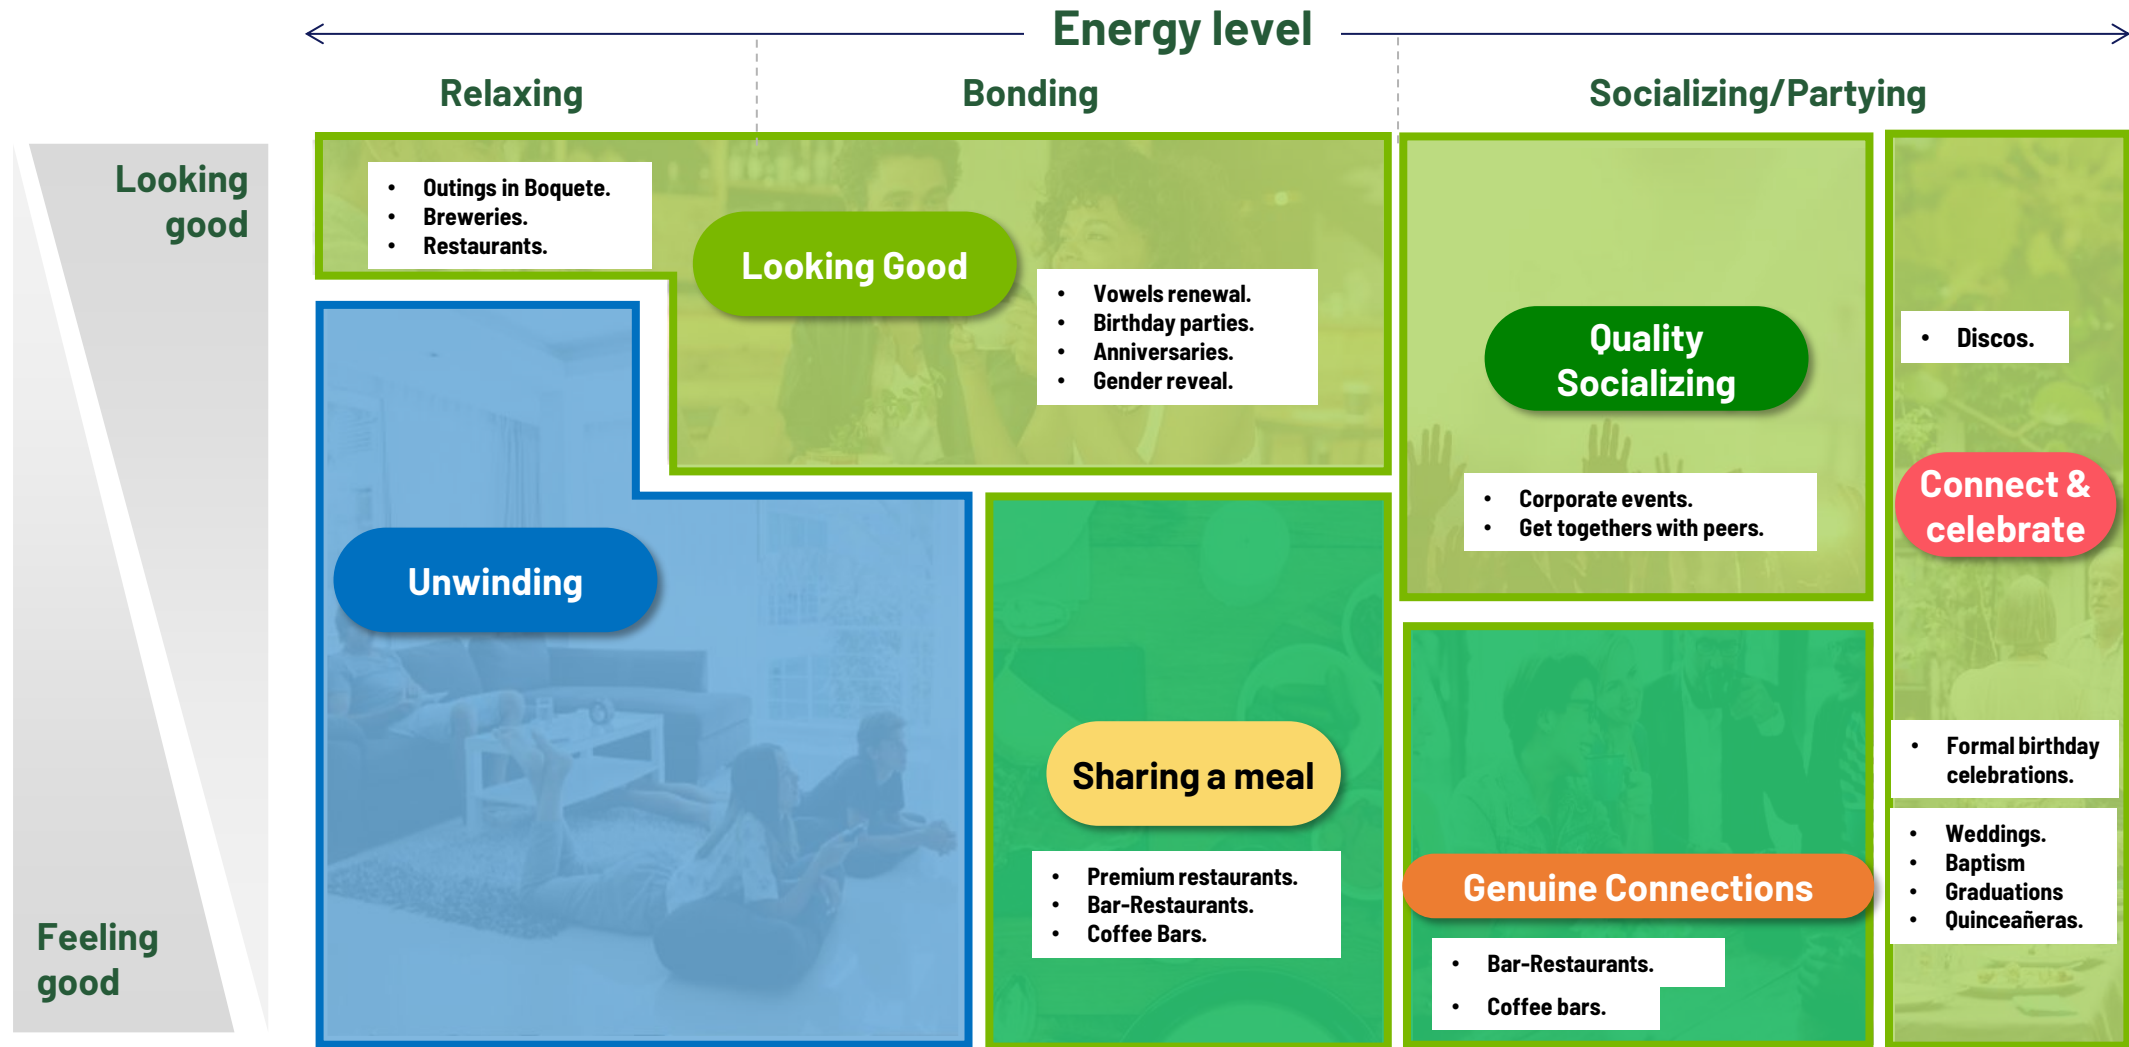 Energy level
Relaxing
Bonding
Socializing/Partying
Looking
good
• Outings in Boquete.
• Breweries.
• Restaurants.
Looking Good
• Vowels renewal.
• Birthday parties.
• Anniversaries.
• Gender reveal.
Quality
Socializing
• Corporate events.
• Get togethers with peers.
• Discos.
Connect &
celebrate
• Formal birthday
celebrations.
• Weddings.
• Baptism
• Graduations
• Quinceañeras.
Unwinding
Sharing a meal
• Premium restaurants.
• Bar-Restaurants.
• Coffee Bars.
Genuine Connections
• Bar-Restaurants.
• Coffee bars.
Feeling
good